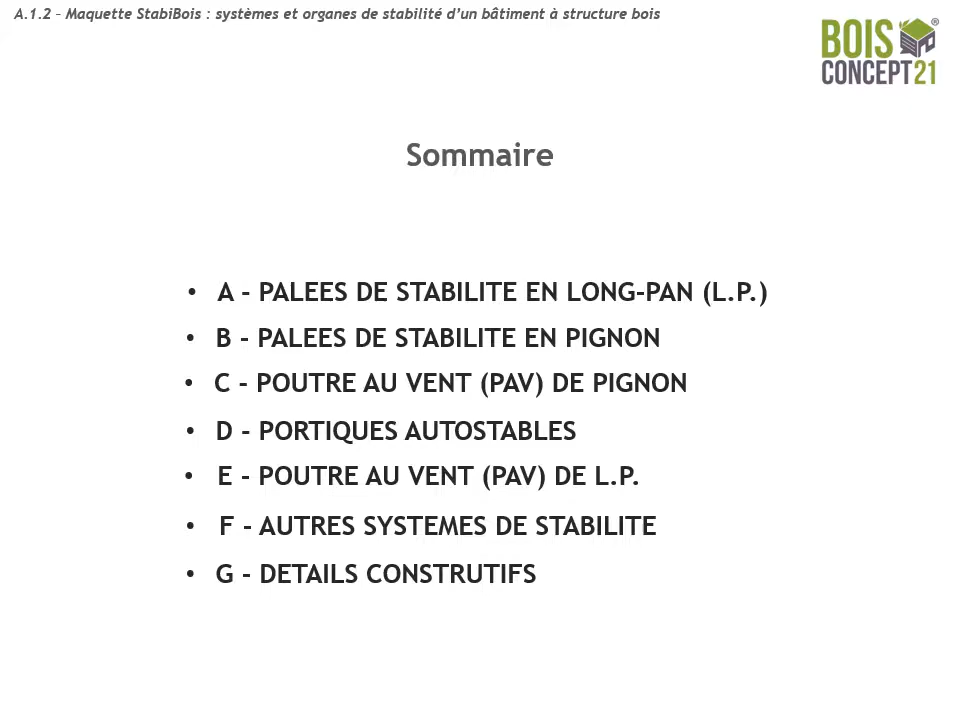 A.1.2 – Maquette StabiBois : systèmes et organes de stabilité d’un bâtiment à structure bois
BOIS ®
CONCEPT21
Sommaire
• A - PALEES DE STABILITE EN LONG-PAN (L.P.)
• B - PALEES DE STABILITE EN PIGNON
• C - POUTRE AU VENT (PAV) DE PIGNON
• D - PORTIQUES AUTOSTABLES
• E - POUTRE AU VENT (PAV) DE L.P.
• F - AUTRES SYSTEMES DE STABILITE
• G - DETAILS CONSTRUTIFS